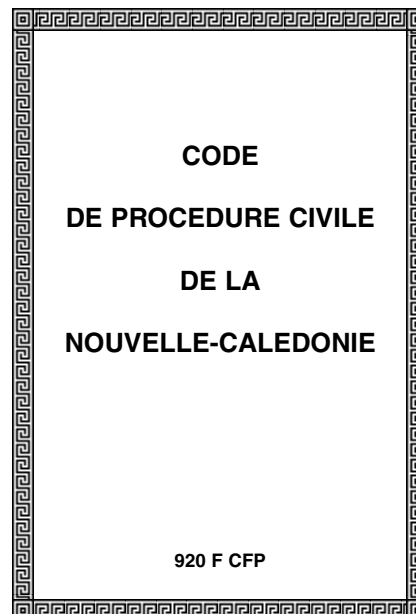 CODE
DE PROCEDURE CIVILE
DE LA
NOUVELLE-CALEDONIE
920 F CFP